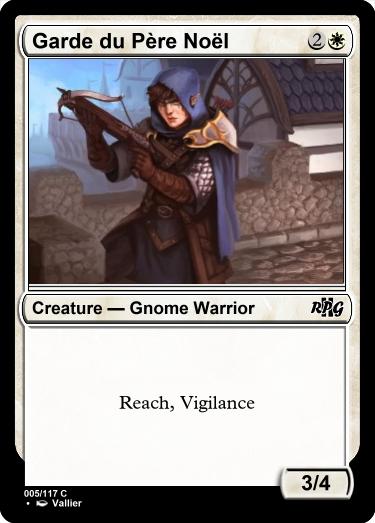 Garde du Père Noël 2
Creature — Gnome Warrior RPG
Reach, Vigilance
3/4
005/117 C
• Vallier